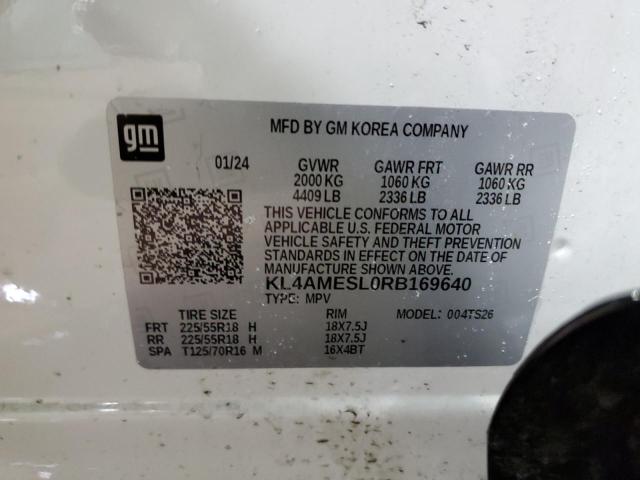 gm
MFD BY GM KOREA COMPANY
01/24 GVWR GAWR FRT GAWR RR
2000 KG 1060 KG 1060 KG
4409 LB 2336 LB 2336 LB
THIS VEHICLE CONFORMS TO ALL
APPLICABLE U.S. FEDERAL MOTOR
VEHICLE SAFETY AND THEFT PREVENTION
STANDARDS IN EFFECT ON THE DATE OF
MANUFACTURE SHOWN ABOVE.
KL4AMESL0RB169640
TYPE: MPV
TIRE SIZE RIM MODEL: 004TS26
FRT 225/55R18 H 18X7.5J
RR 225/55R18 H 18X7.5J
SPA T125/70R16 M 16X4BT